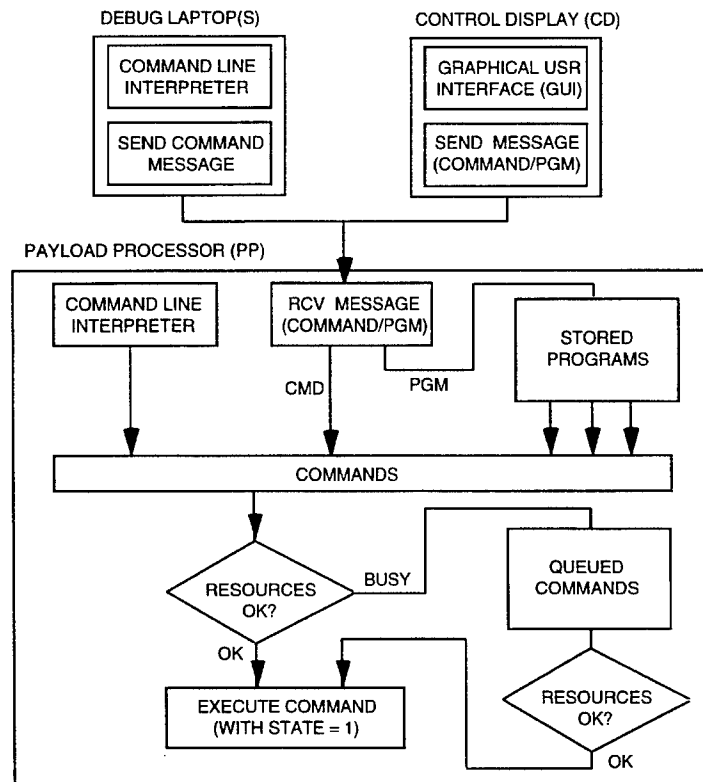 DEBUG LAPTOP(S)
CONTROL DISPLAY (CD)
COMMAND LINE
INTERPRETER
SEND COMMAND
MESSAGE
GRAPHICAL USR
INTERFACE (GUI)
SEND MESSAGE
(COMMAND/PGM)
PAYLOAD PROCESSOR (PP)
COMMAND LINE
INTERPRETER
RCV MESSAGE
(COMMAND/PGM)
STORED
PROGRAMS
CMD
PGM
COMMANDS
RESOURCES
OK?
BUSY
QUEUED
COMMANDS
OK
EXECUTE COMMAND
(WITH STATE = 1)
RESOURCES
OK?
OK